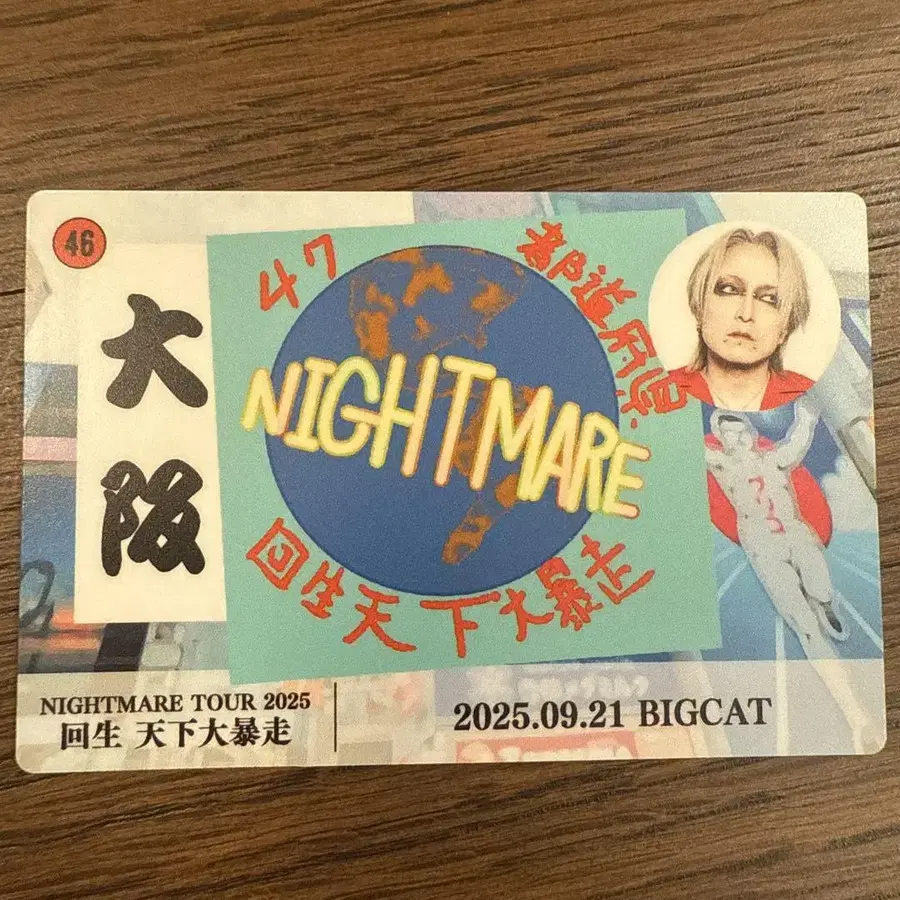 46
大阪
47
都道府県
NIGHTMARE
回生天下大暴走
NIGHTMARE TOUR 2025
回生 天下大暴走
2025.09.21 BIGCAT